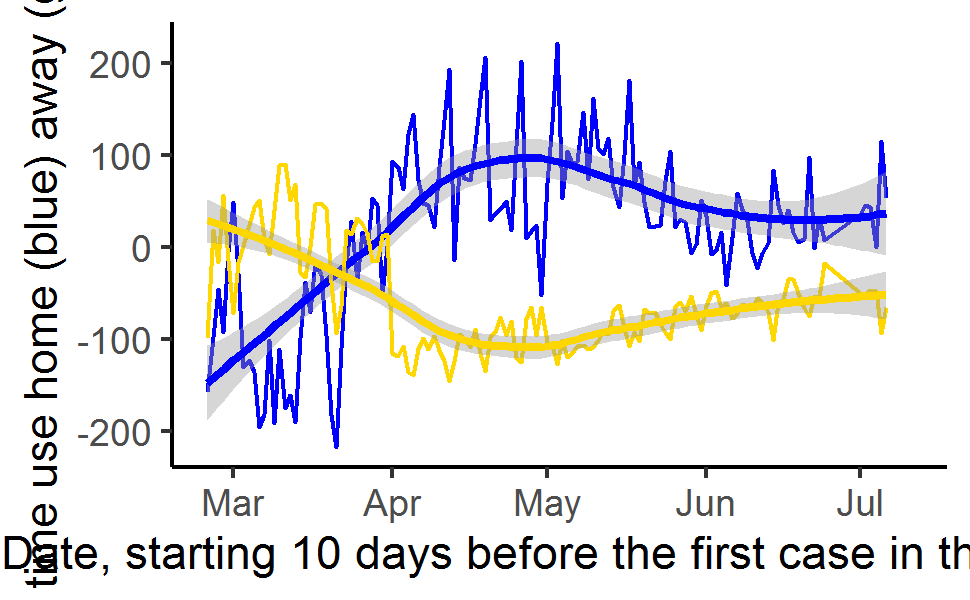 time use home (blue) away (
200
100
0
-100
-200
Mar Apr May Jun Jul
Date, starting 10 days before the first case in th